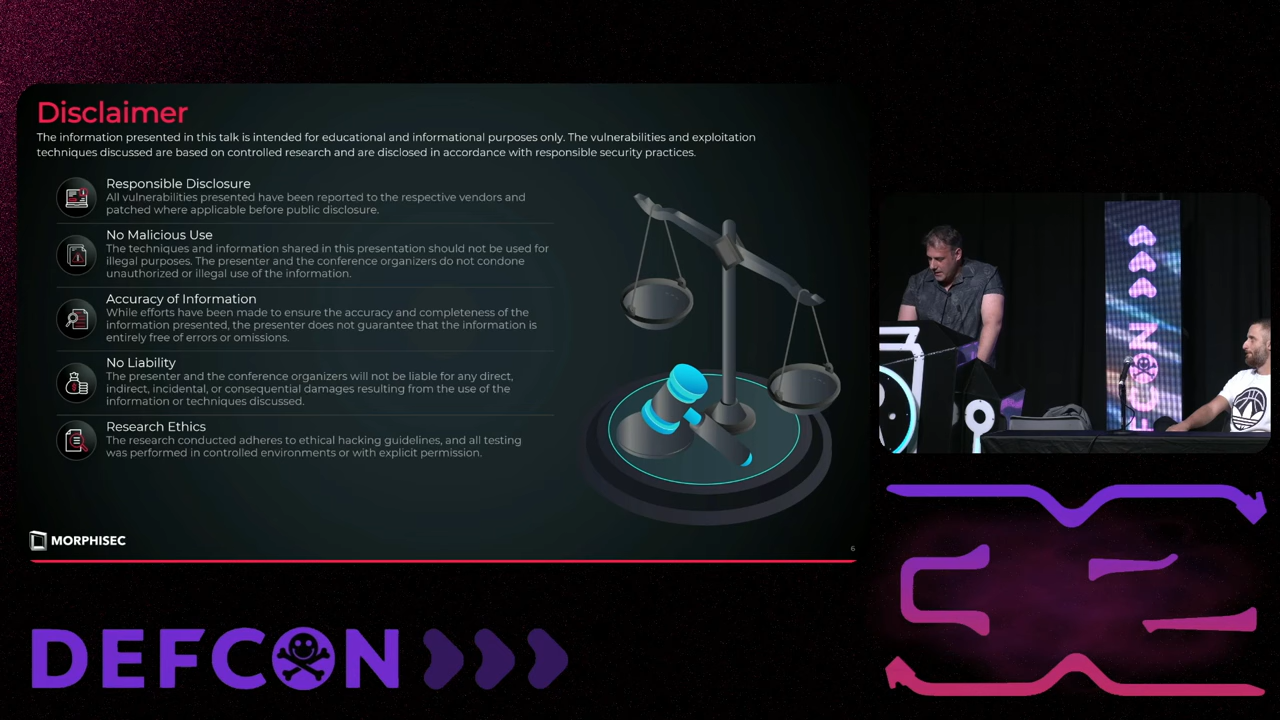 Disclaimer
The information presented in this talk is intended for educational and informational purposes only. The vulnerabilities and exploitation
techniques discussed are based on controlled research and are disclosed in accordance with responsible security practices.
Responsible Disclosure
All vulnerabilities presented have been reported to the respective vendors and
patched where applicable before public disclosure.
No Malicious Use
The techniques and information shared in this presentation should not be used for
illegal purposes. The presenter and the conference organizers do not condone
unauthorized or illegal use of the information.
Accuracy of Information
While efforts have been made to ensure the accuracy and completeness of the
information presented, the presenter does not guarantee that the information is
entirely free of errors or omissions.
No Liability
The presenter and the conference organizers will not be liable for any direct,
indirect, incidental, or consequential damages resulting from the use of the
information or techniques discussed.
Research Ethics
The research conducted adheres to ethical hacking guidelines, and all testing
was performed in controlled environments or with explicit permission.
MORPHISEC
6
DEFCON